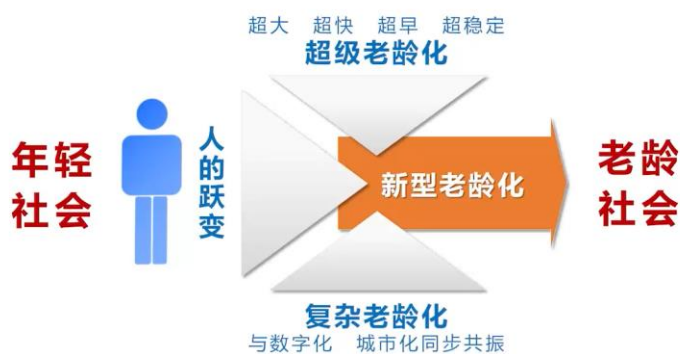 超大 超快 超早 超稳定
超级老龄化
年轻
社会
人的跃变
新型老龄化
老龄
社会
复杂老龄化
与数字化 城市化同步共振